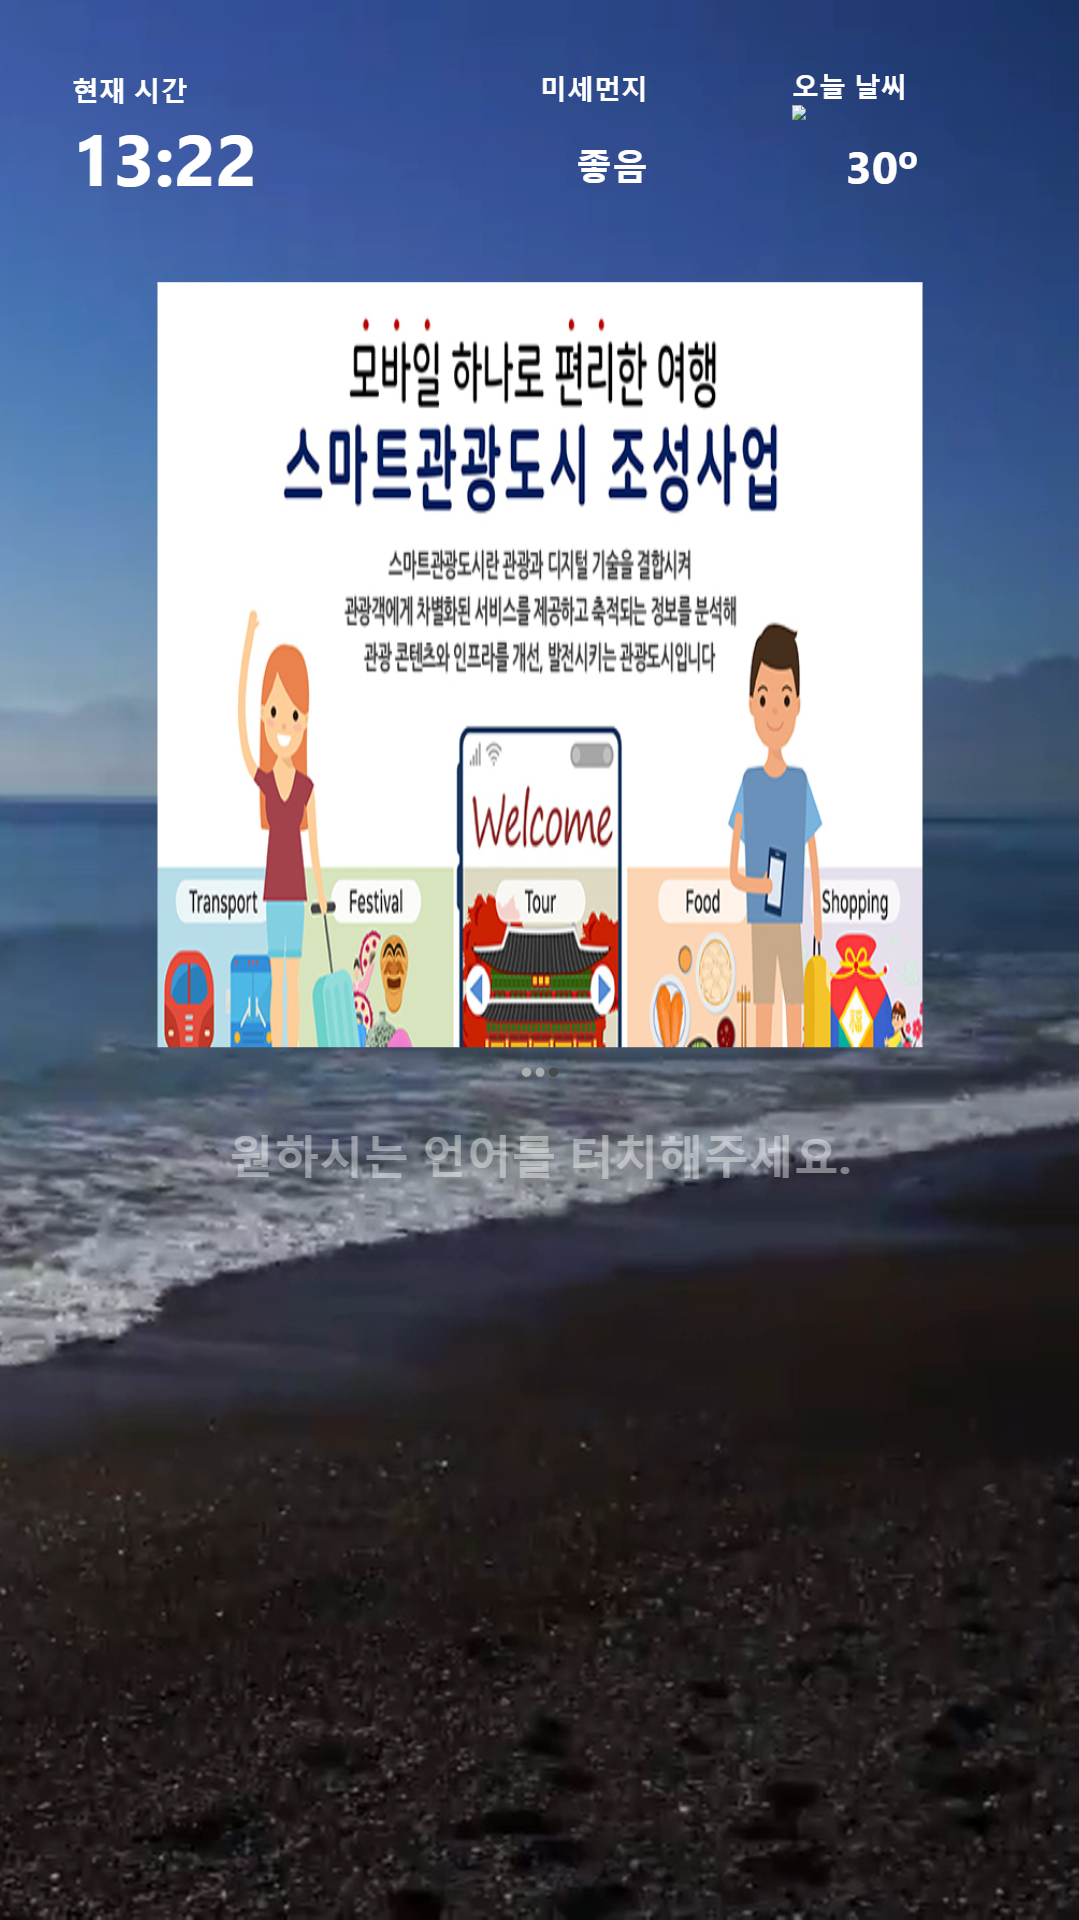 현재 시간
13:22
미세먼지
좋음
오늘 날씨
30º
모바일 하나로 편리한 여행
스마트관광도시 조성사업
스마트관광도시란 관광과 디지털 기술을 결합시켜
관광객에게 차별화된 서비스를 제공하고 축적되는 정보를 분석해
관광 콘텐츠와 인프라를 개선, 발전시키는 관광도시입니다
Welcome
Transport
Festival
Tour
Food
Shopping
福
원하시는 언어를 터치해주세요.